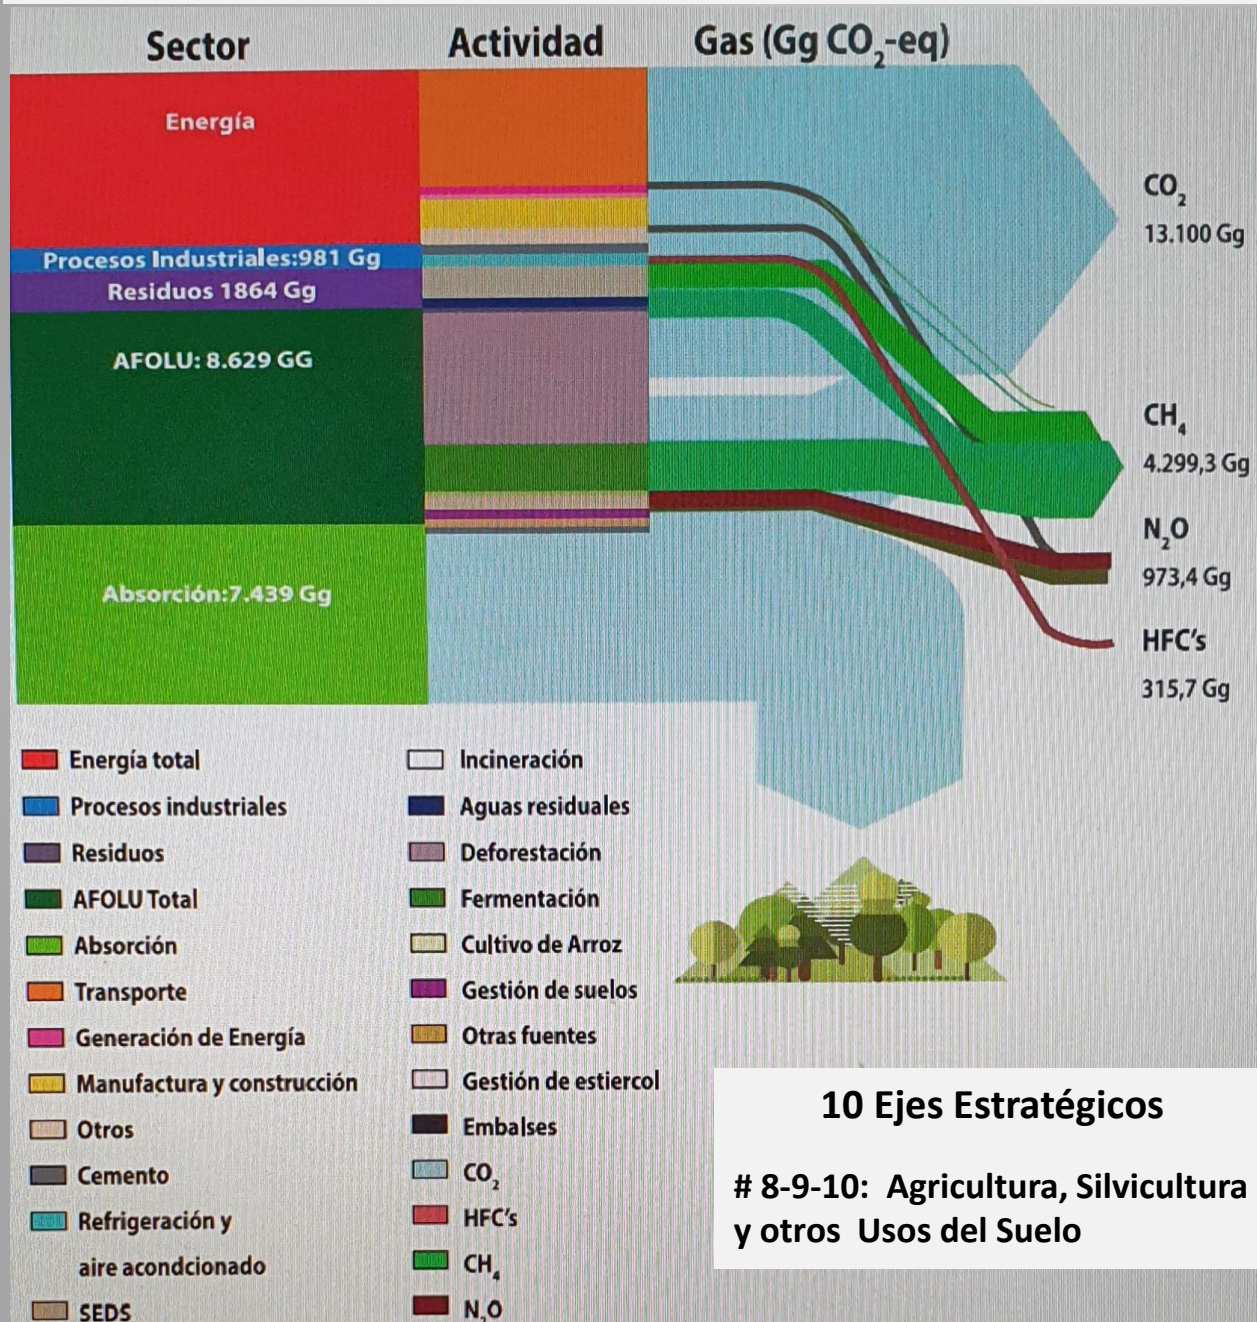 Sector
Actividad
Gas (Gg CO₂-eq)
Energía
Procesos Industriales:981 Gg
Residuos 1864 Gg
AFOLU: 8.629 GG
Absorción:7.439 Gg
CO₂
13.100 Gg
CH₄
4.299,3 Gg
N₂O
973,4 Gg
HFC's
315,7 Gg
Energía total
Procesos industriales
Residuos
AFOLU Total
Absorción
Transporte
Generación de Energía
Manufactura y construcción
Otros
Cemento
Refrigeración y
aire acondcionado
SEDS
Incineración
Aguas residuales
Deforestación
Fermentación
Cultivo de Arroz
Gestión de suelos
Otras fuentes
Gestión de estiercol
Embalses
CO₂
HFC's
CH₄
N₂O
10 Ejes Estratégicos
# 8-9-10: Agricultura, Silvicultura
y otros Usos del Suelo